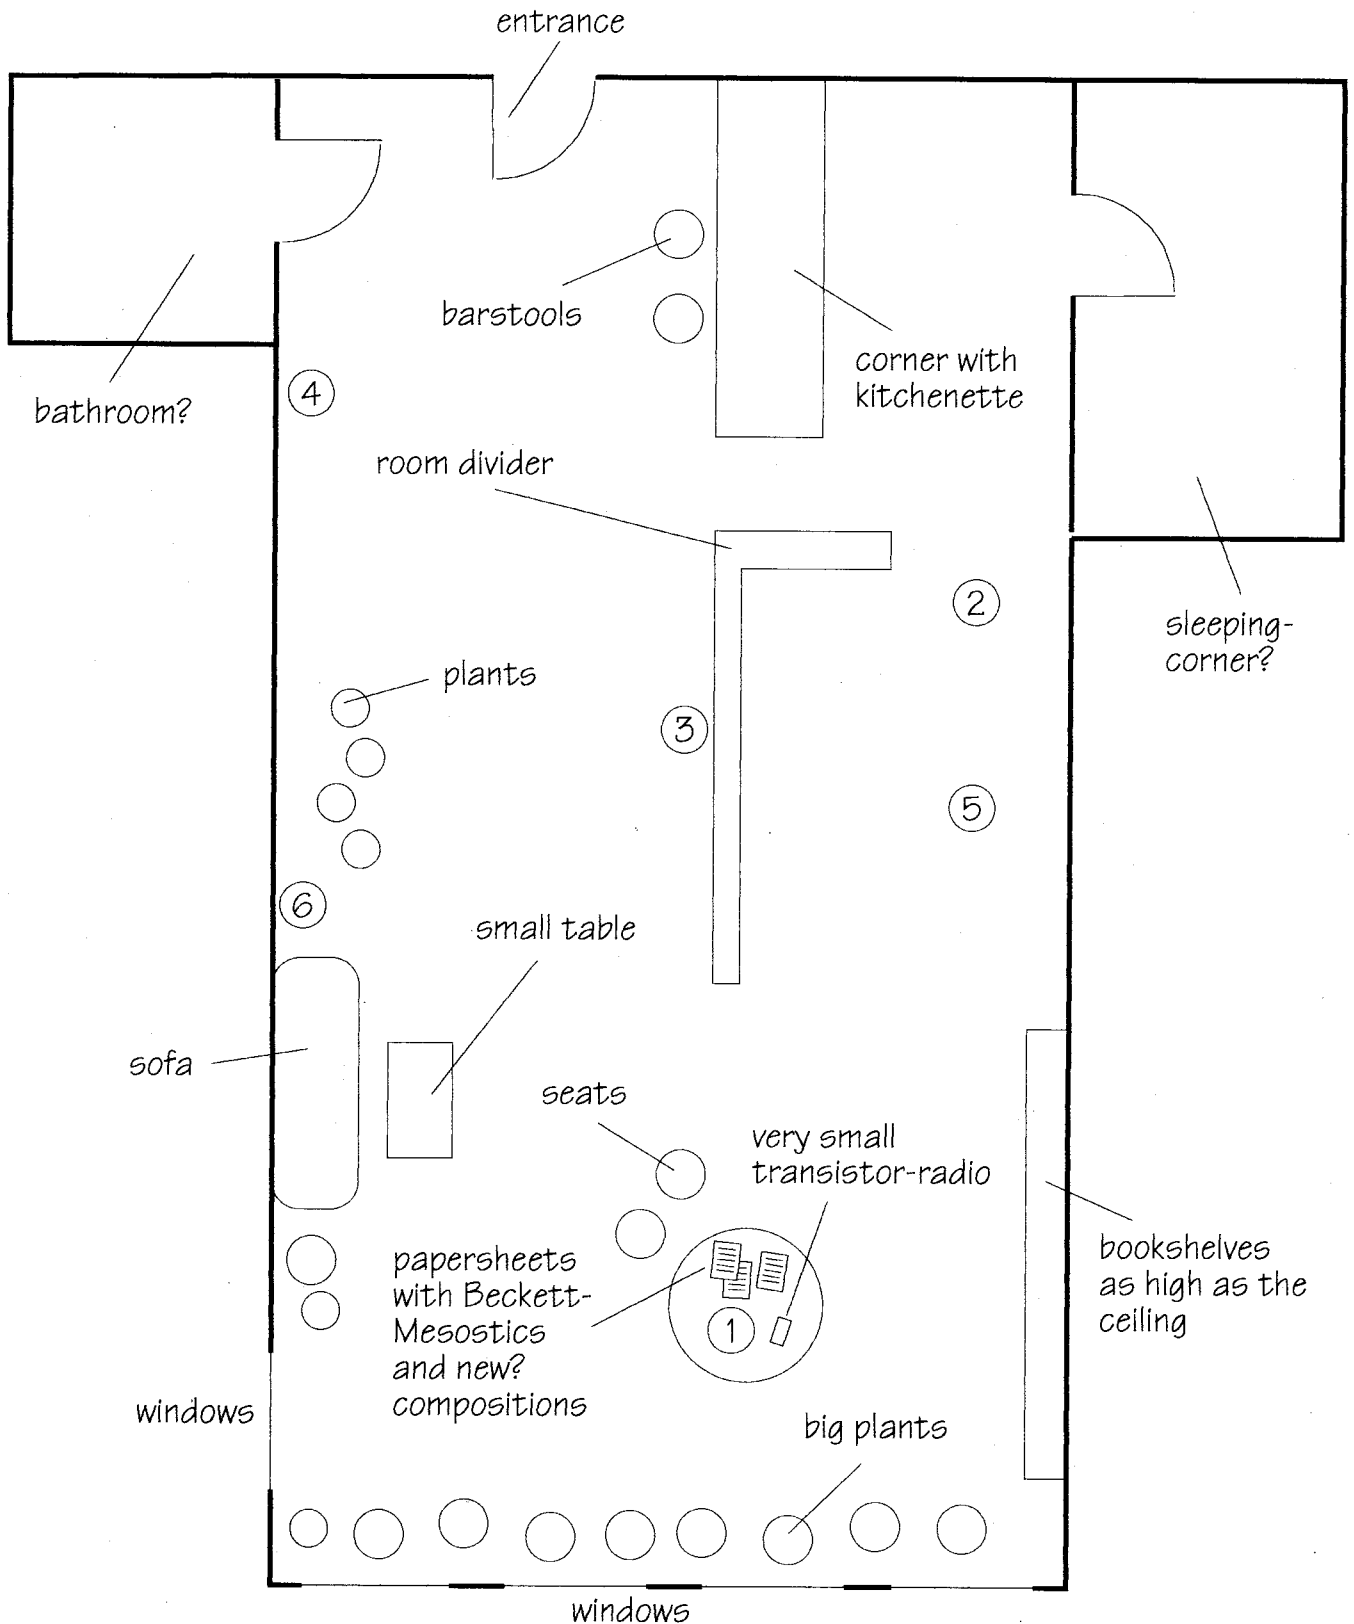 entrance
barstools
corner with
kitchenette
bathroom?
4
room divider
2
sleeping-
corner?
plants
3
5
6
small table
sofa
seats
very small
transistor-radio
papersheets
with Beckett-
Mesostics
and new?
compositions
1
bookshelves
as high as the
ceiling
windows
big plants
windows